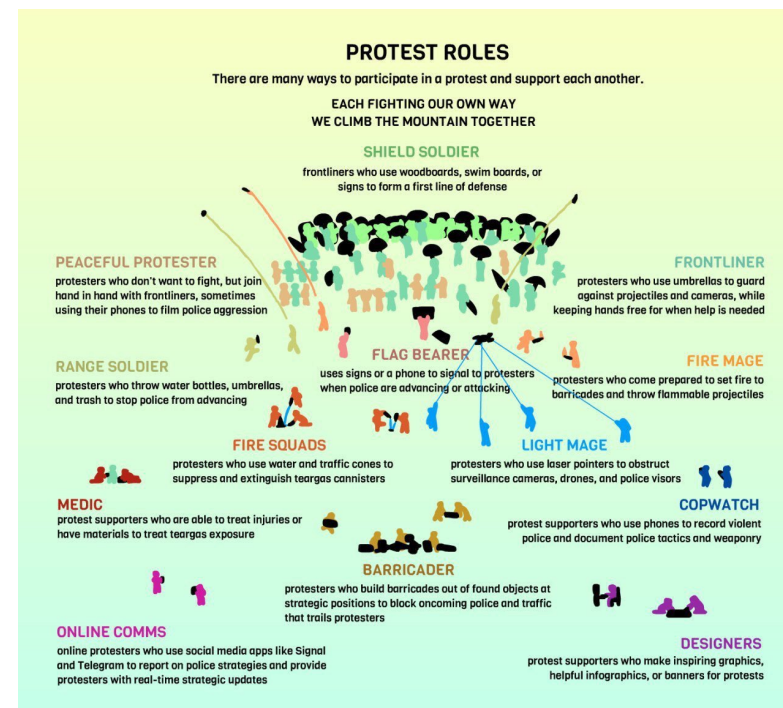 PROTEST ROLES
There are many ways to participate in a protest and support each another.
EACH FIGHTING OUR OWN WAY
WE CLIMB THE MOUNTAIN TOGETHER
SHIELD SOLDIER
frontliners who use woodboards, swim boards, or
signs to form a first line of defense
PEACEFUL PROTESTER
protesters who don't want to fight, but join
hand in hand with frontliners, sometimes
using their phones to film police aggression
FRONTLINER
protesters who use umbrellas to guard
against projectiles and cameras, while
keeping hands free for when help is needed
RANGE SOLDIER
protesters who throw water bottles, umbrellas,
and trash to stop police from advancing
FLAG BEARER
uses signs or a phone to signal to protesters
when police are advancing or attacking
FIRE MAGE
protesters who come prepared to set fire to
barricades and throw flammable projectiles
FIRE SQUADS
protesters who use water and traffic cones to
suppress and extinguish teargas cannisters
LIGHT MAGE
protesters who use laser pointers to obstruct
surveillance cameras, drones, and police visors
MEDIC
protest supporters who are able to treat injuries or
have materials to treat teargas exposure
COPWATCH
protest supporters who use phones to record violent
police and document police tactics and weaponry
BARRICADER
protesters who build barricades out of found objects at
strategic positions to block oncoming police and traffic
that trails protesters
ONLINE COMMS
online protesters who use social media apps like Signal
and Telegram to report on police strategies and provide
protesters with real-time strategic updates
DESIGNERS
protest supporters who make inspiring graphics,
helpful infographics, or banners for protests